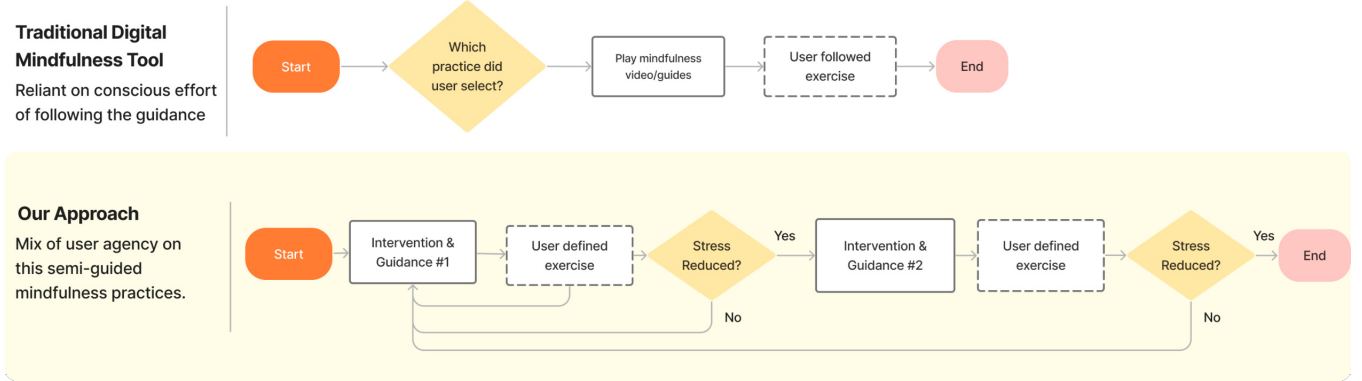 Traditional Digital
Mindfulness Tool
Reliant on conscious effort
of following the guidance
Start
Which
practice did
user select?
Play mindfulness
video/guides
User followed
exercise
End
Our Approach
Mix of user agency on
this semi-guided
mindfulness practices.
Start
Intervention &
Guidance #1
User defined
exercise
Stress
Reduced?
Yes
No
Intervention &
Guidance #2
User defined
exercise
Stress
Reduced?
Yes
No
End